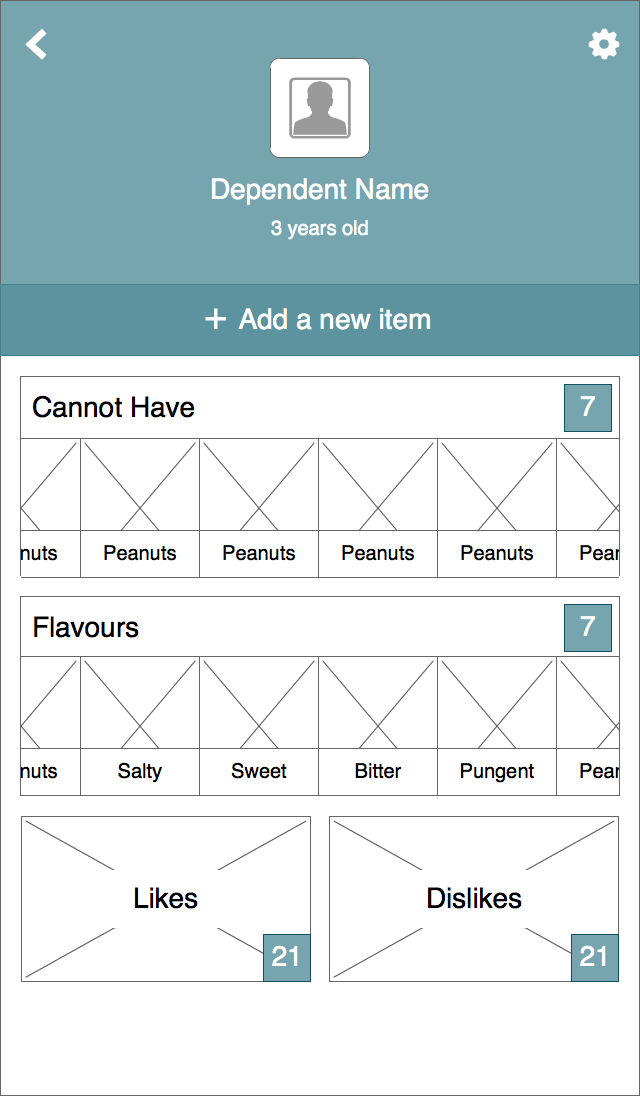 Dependent Name
3 years old
+ Add a new item
Cannot Have 7
nuts Peanuts Peanuts Peanuts Peanuts Pear
Flavours 7
nuts Salty Sweet Bitter Pungent Pear
Likes Dislikes
21 21